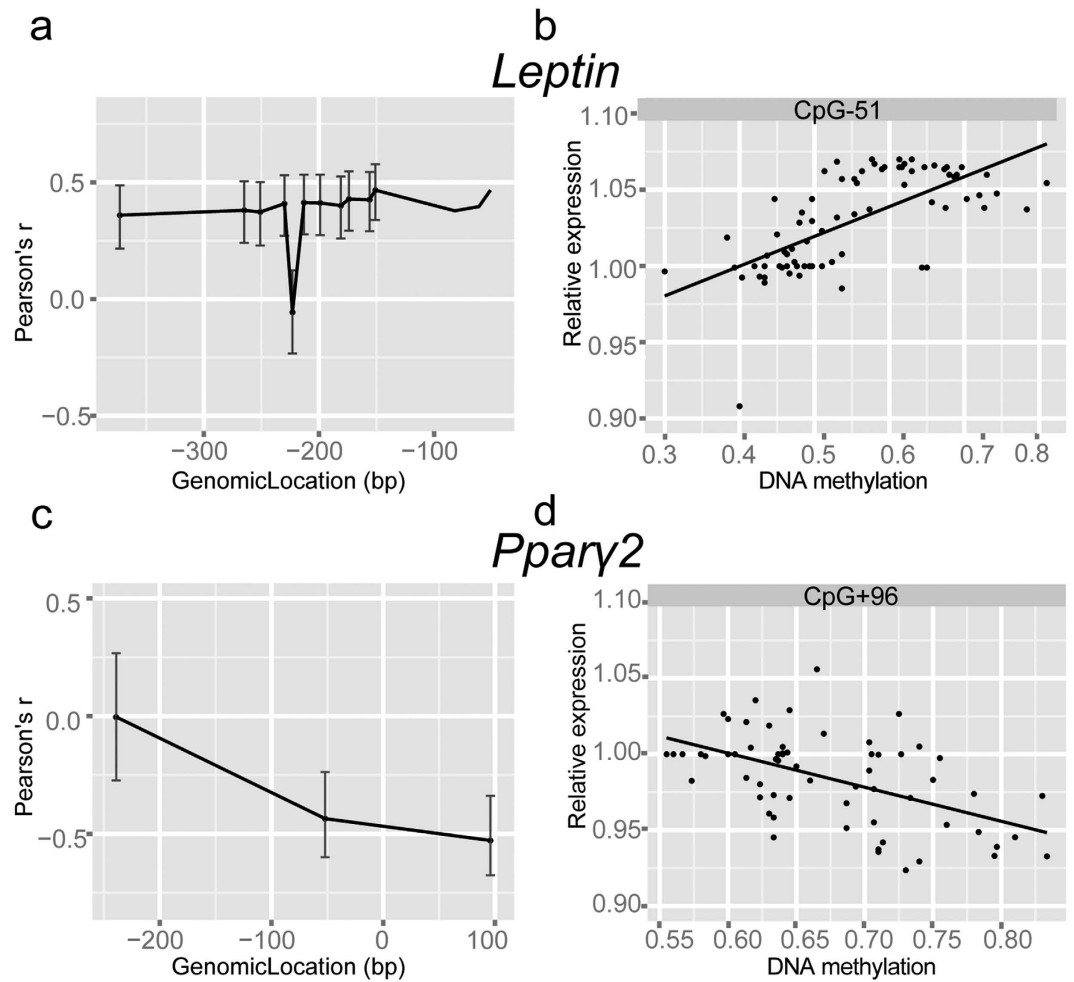 a
b
Leptin
CpG-51
0.5
0.0
−0.5
Pearson's r
−300
−200
−100
GenomicLocation (bp)
1.10
1.05
1.00
0.95
0.90
Relative expression
0.3
0.4
0.5
0.6
0.7
0.8
DNA methylation
c
d
Pparγ2
CpG+96
0.5
0.0
−0.5
Pearson's r
−200
−100
0
100
GenomicLocation (bp)
1.10
1.05
1.00
0.95
0.90
Relative expression
0.55
0.60
0.65
0.70
0.75
0.80
DNA methylation